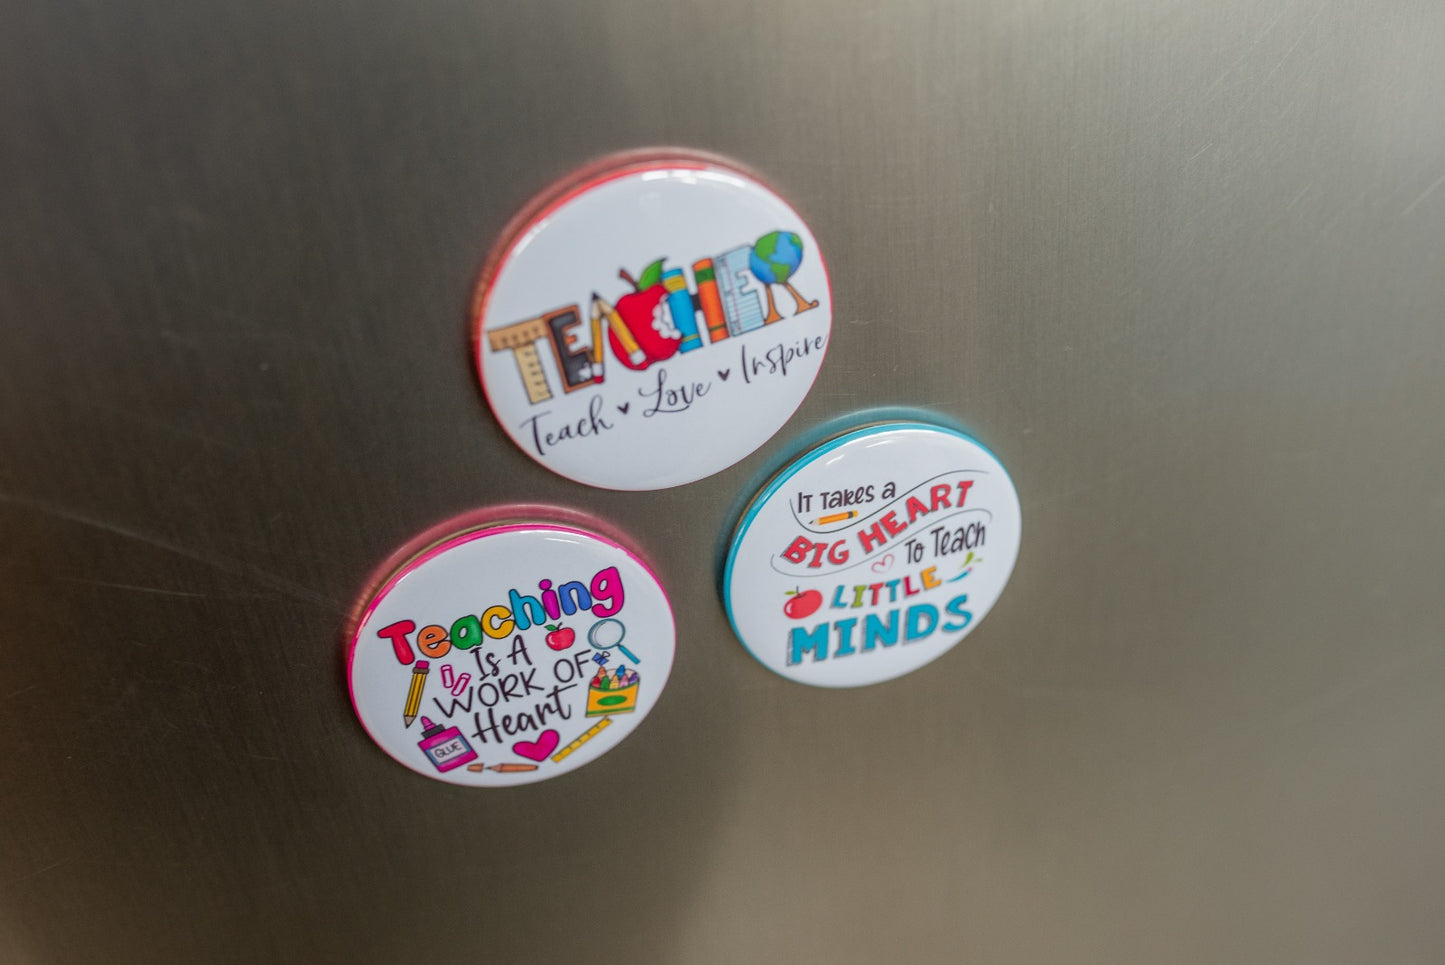 TEACHER
Teach ♥ Love ♥ Inspire
IT TAKES a
BIG HEART
To Teach
LITTLE
MINDS
Teaching
Is A
WORK OF
Heart
GLUE